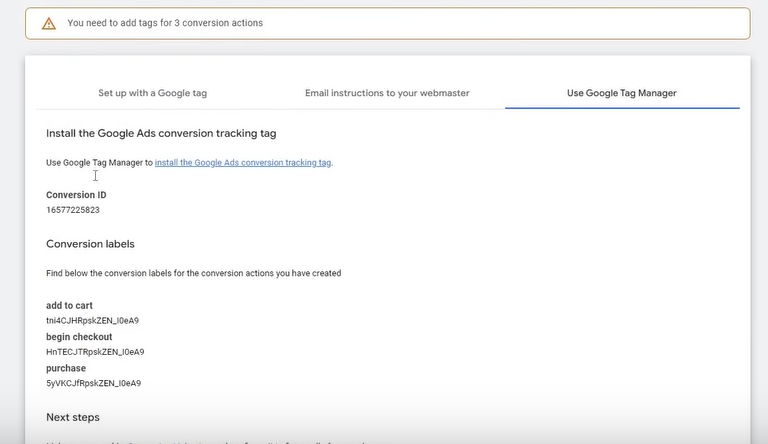 You need to add tags for 3 conversion actions
Set up with a Google tag
Email instructions to your webmaster
Use Google Tag Manager
Install the Google Ads conversion tracking tag
Use Google Tag Manager to install the Google Ads conversion tracking tag.
Conversion ID
16577225823
Conversion labels
Find below the conversion labels for the conversion actions you have created
add to cart
tni4CJHRpskZEN_I0eA9
begin checkout
HnTECJTRpskZEN_I0eA9
purchase
5yVKCJfRpskZEN_I0eA9
Next steps